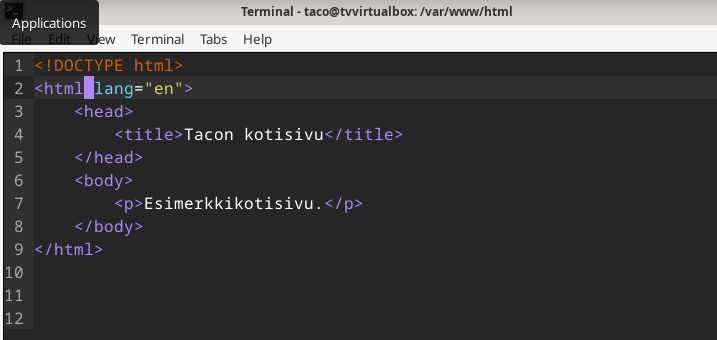 Terminal - taco@tvvirtualbox: /var/www/html
Applications
File Edit View Terminal Tabs Help
1 <!DOCTYPE html>
2 <html lang="en">
3     <head>
4         <title>Tacon kotisivu</title>
5     </head>
6     <body>
7         <p>Esimerkkikotisivu.</p>
8     </body>
9 </html>
10
11
12